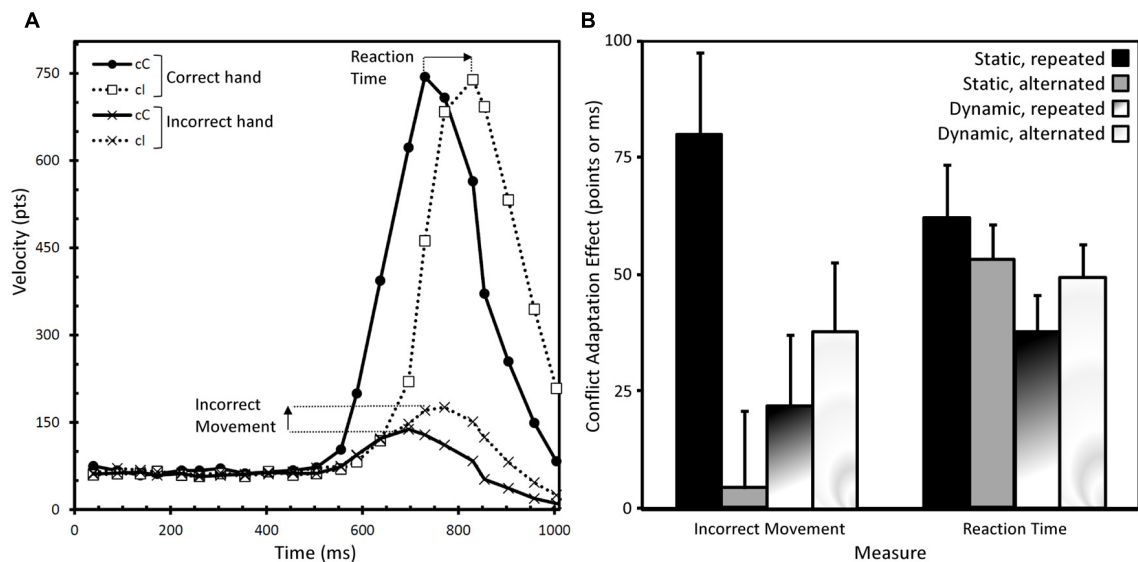 A
Velocity (pts)
750
600
450
300
150
0
cC
cI
Correct hand
cC
cI
Incorrect hand
Reaction
Time
Incorrect
Movement
0
200
400
600
800
1000
Time (ms)
B
Conflict Adaptation Effect (points or ms)
100
75
50
25
0
Static, repeated
Static, alternated
Dynamic, repeated
Dynamic, alternated
Incorrect Movement
Reaction Time
Measure